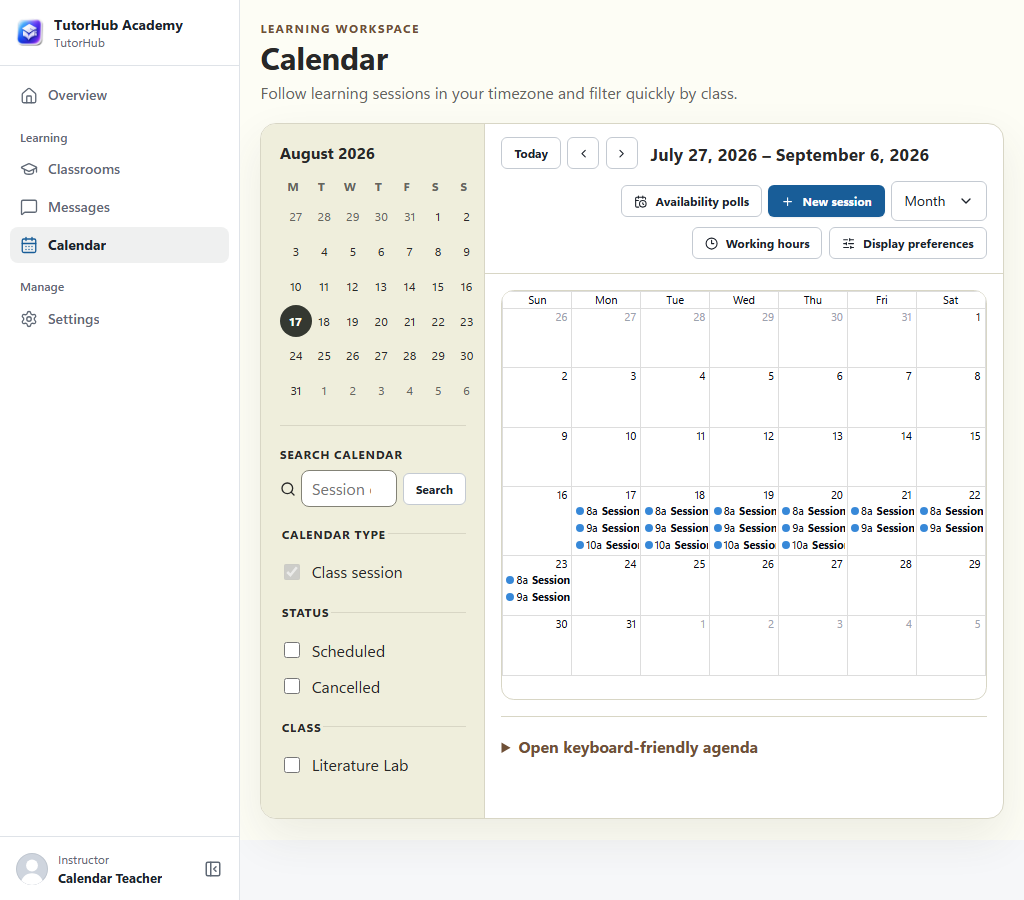 TutorHub Academy
TutorHub
Overview
Learning
Classrooms
Messages
Calendar
Manage
Settings
Instructor
Calendar Teacher
LEARNING WORKSPACE
Calendar
Follow learning sessions in your timezone and filter quickly by class.
August 2026
M T W T F S S
27 28 29 30 31 1 2
3 4 5 6 7 8 9
10 11 12 13 14 15 16
17 18 19 20 21 22 23
24 25 26 27 28 29 30
31 1 2 3 4 5 6
SEARCH CALENDAR
Session Search
CALENDAR TYPE
Class session
STATUS
Scheduled
Cancelled
CLASS
Literature Lab
Today July 27, 2026 – September 6, 2026
Availability polls New session Month
Working hours Display preferences
Sun Mon Tue Wed Thu Fri Sat
26 27 28 29 30 31 1
2 3 4 5 6 7 8
9 10 11 12 13 14 15
16 17 18 19 20 21 22
8a Session 8a Session 8a Session 8a Session 8a Session 8a Session
9a Session 9a Session 9a Session 9a Session 9a Session 9a Session
10a Sessio 10a Sessio 10a Sessio 10a Sessio
23 24 25 26 27 28 29
8a Session
9a Session
30 31 1 2 3 4 5
Open keyboard-friendly agenda